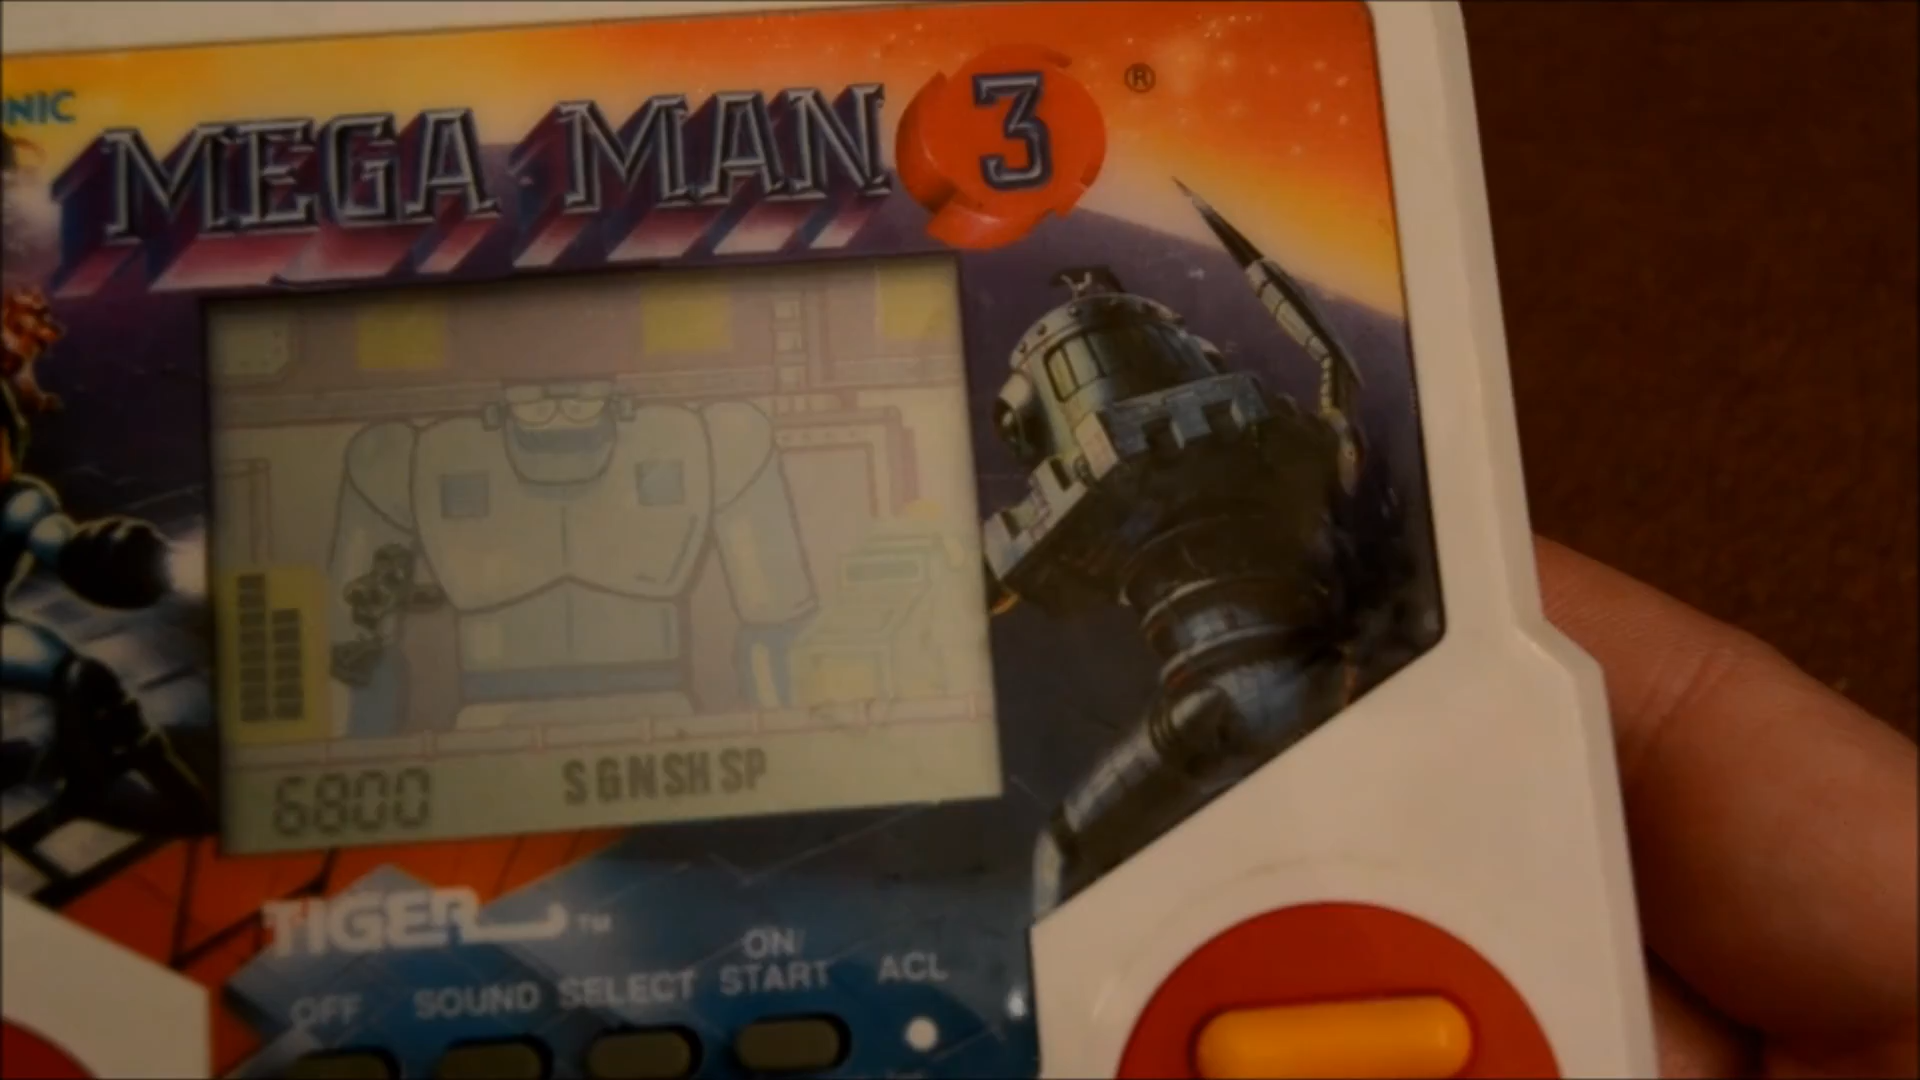 NIC
MEGA MAN 3 ®
6800
S G N SH SP
TIGER ™
OFF SOUND SELECT ON/START ACL